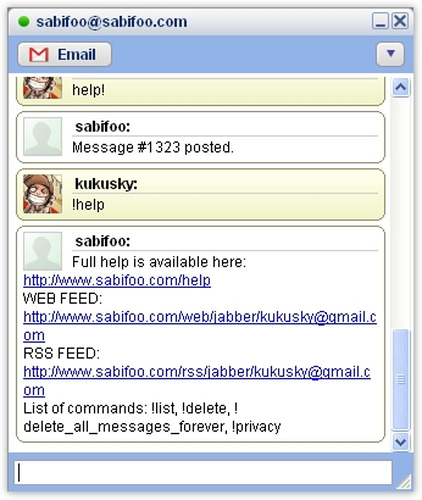 sabifoo@sabifoo.com
Email
help!
sabifoo:
Message #1323 posted.
kukusky:
!help
sabifoo:
Full help is available here:
http://www.sabifoo.com/help
WEB FEED:
http://www.sabifoo.com/web/jabber/kukusky@gmail.c
om
RSS FEED:
http://www.sabifoo.com/rss/jabber/kukusky@gmail.c
om
List of commands: !list, !delete, !
delete_all_messages_forever, !privacy